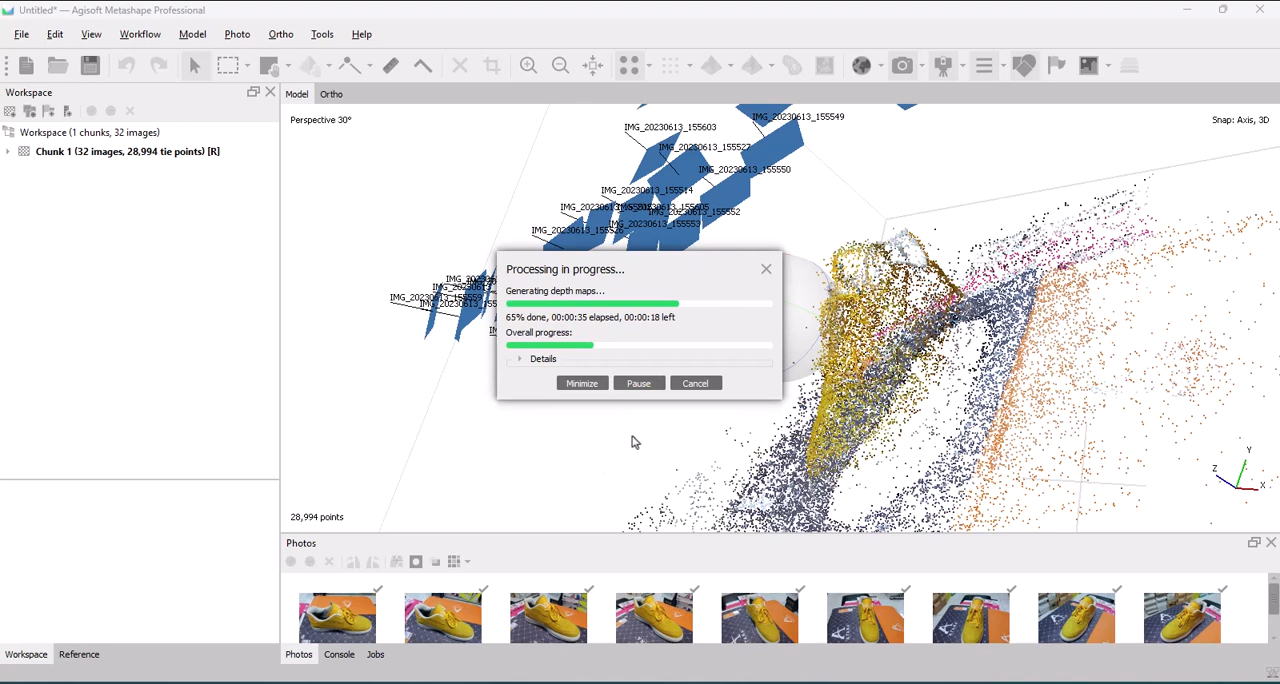 Untitled* — Agisoft Metashape Professional
File Edit View Workflow Model Photo Ortho Tools Help
Workspace
Model Ortho
Workspace (1 chunks, 32 images)
Chunk 1 (32 images, 28,994 tie points) [R]
Perspective 30°
Snap: Axis, 3D
IMG_20230613_155549
IMG_20230613_155603
IMG_20230613_155527
IMG_20230613_155550
IMG_20230613_155514
IMG_20230613_155552
IMG_20230613_155553
Processing in progress...
Generating depth maps...
65% done, 00:00:35 elapsed, 00:00:18 left
Overall progress:
Details
Minimize Pause Cancel
Y
Z
X
28,994 points
Photos
Workspace Reference
Photos Console Jobs